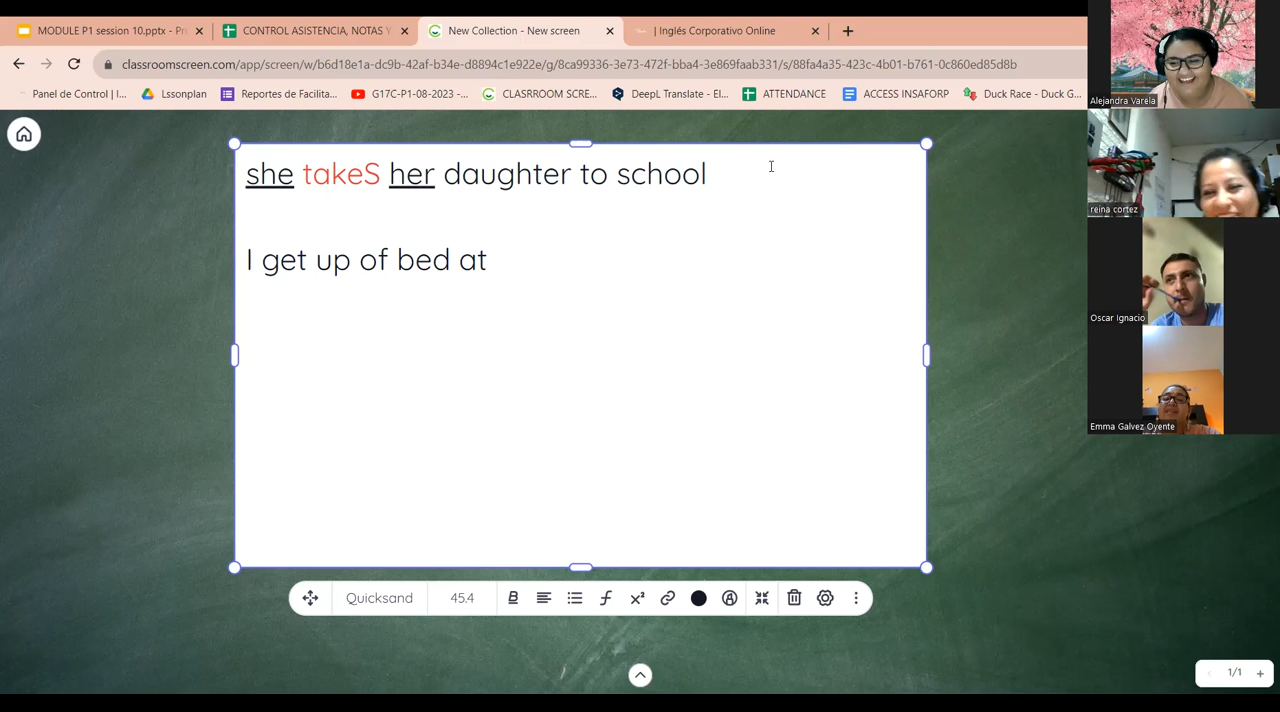 MODULE P1 session 10.pptx - Pr
CONTROL ASISTENCIA, NOTAS Y
New Collection - New screen
| Inglés Corporativo Online
classroomscreen.com/app/screen/w/b6d18e1a-dc9b-42af-b34e-d8894c1e922e/g/8ca99336-3e73-472f-bba4-3e869faab331/s/88fa4a35-423c-4b01-b761-0c860ed85d8b
Panel de Control | I...
Lssonplan
Reportes de Facilita...
G17C-P1-08-2023 -...
CLASRROOM SCRE...
DeepL Translate - El...
ATTENDANCE
ACCESS INSAFORP
Duck Race - Duck G...
she takeS her daughter to school
I get up of bed at
Quicksand
45.4
B
1/1
Alejandra Varela
reina cortez
Oscar Ignacio
Emma Galvez Oyente